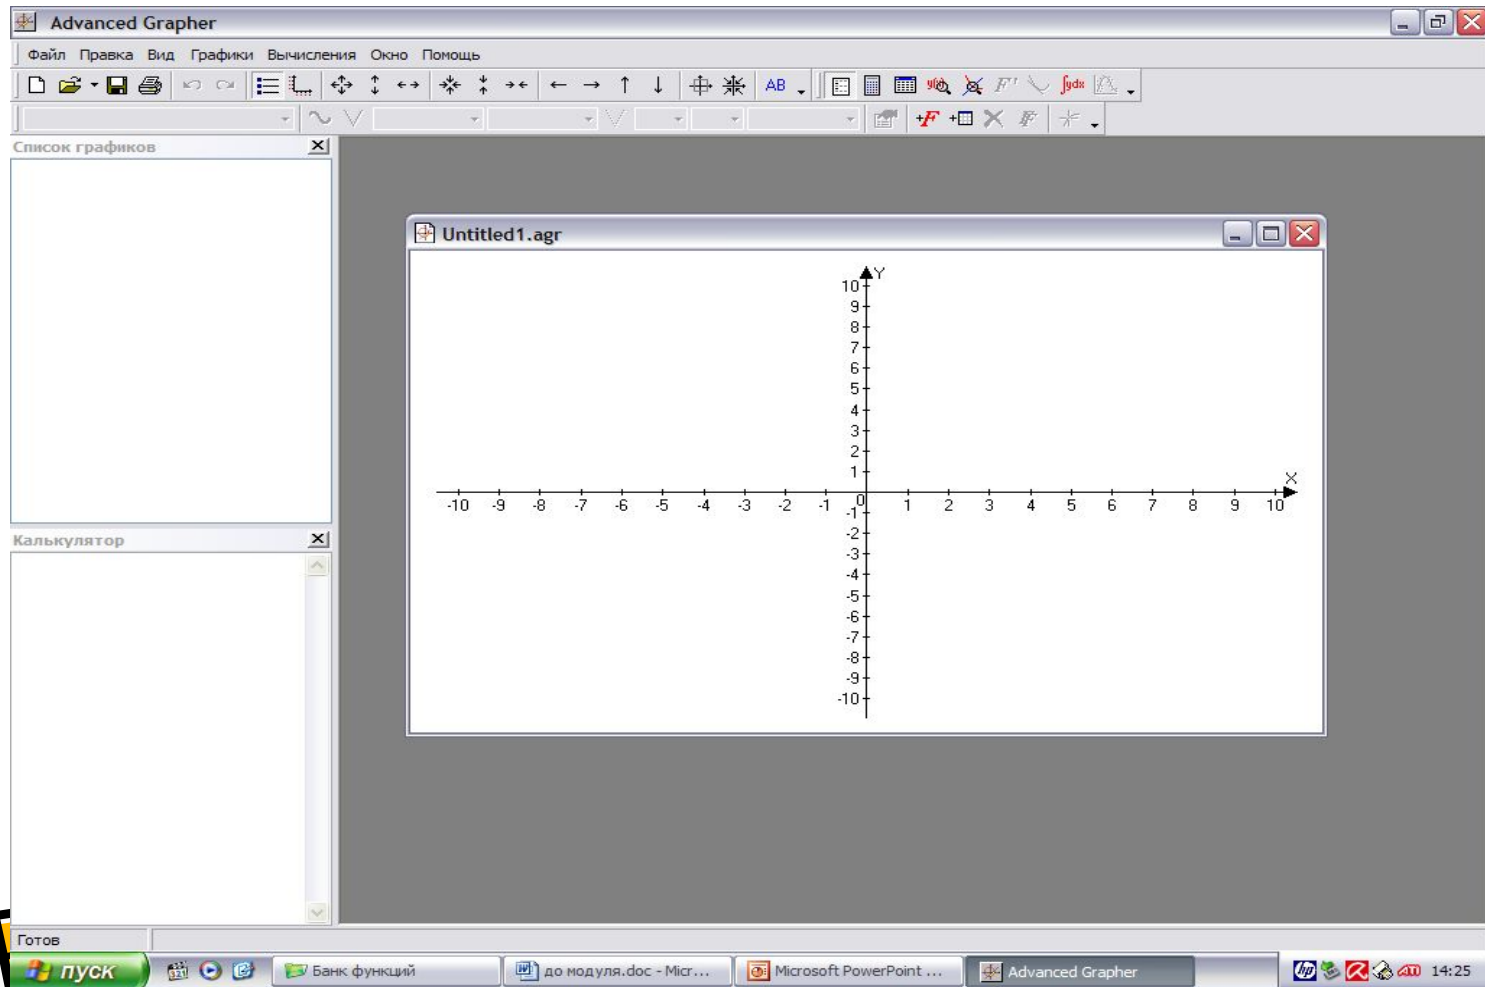 Advanced Grapher
Файл Правка Вид Графики Вычисления Окно Помощь
AB y(x) F' ∫ydx
+F + F
Список графиков
Untitled1.agr
Y
10
9
8
7
6
5
4
3
2
1
X
-10 -9 -8 -7 -6 -5 -4 -3 -2 -1 0 1 2 3 4 5 6 7 8 9 10
-1
-2
-3
-4
-5
-6
-7
-8
-9
-10
Калькулятор
Готов
пуск 321 Банк функций до модуля.doc - Micr... Microsoft PowerPoint ... Advanced Grapher hp 14:25